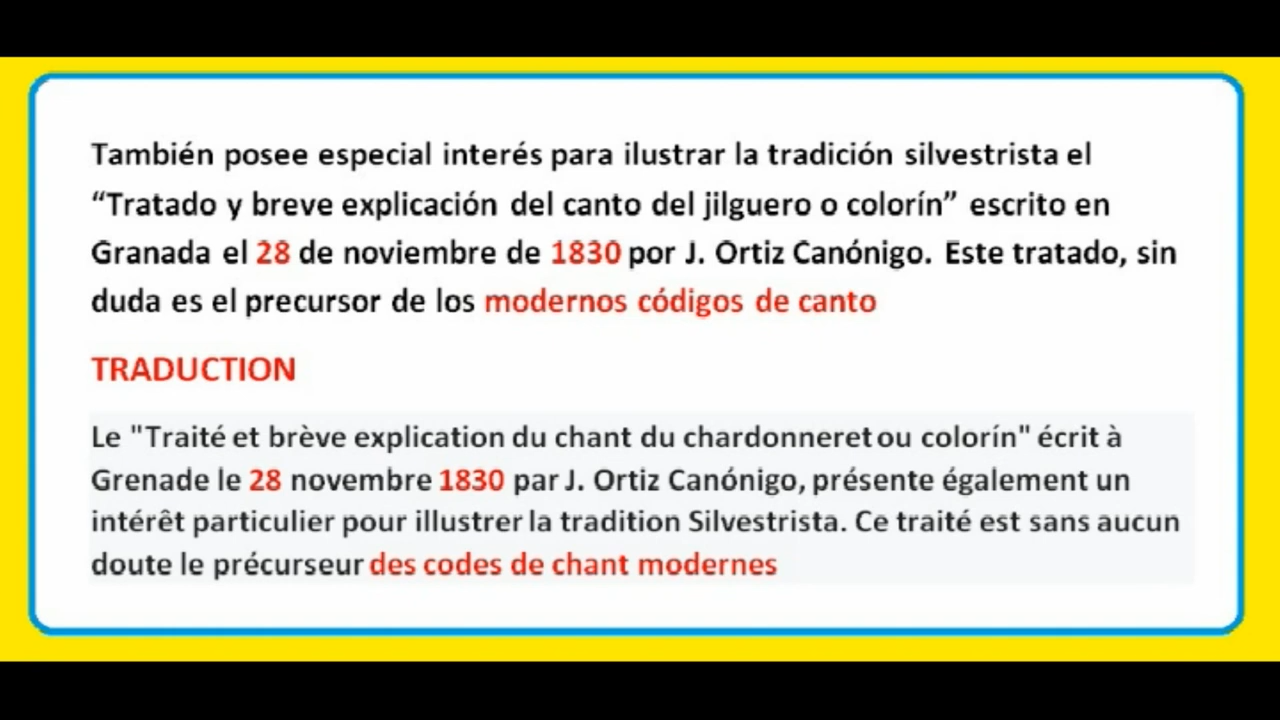 También posee especial interés para ilustrar la tradición silvestrista el
“Tratado y breve explicación del canto del jilguero o colorín” escrito en
Granada el 28 de noviembre de 1830 por J. Ortiz Canónigo. Este tratado, sin
duda es el precursor de los modernos códigos de canto
TRADUCTION
Le "Traité et brève explication du chant du chardonneret ou colorín" écrit à
Grenade le 28 novembre 1830 par J. Ortiz Canónigo, présente également un
intérêt particulier pour illustrer la tradition Silvestrista. Ce traité est sans aucun
doute le précurseur des codes de chant modernes